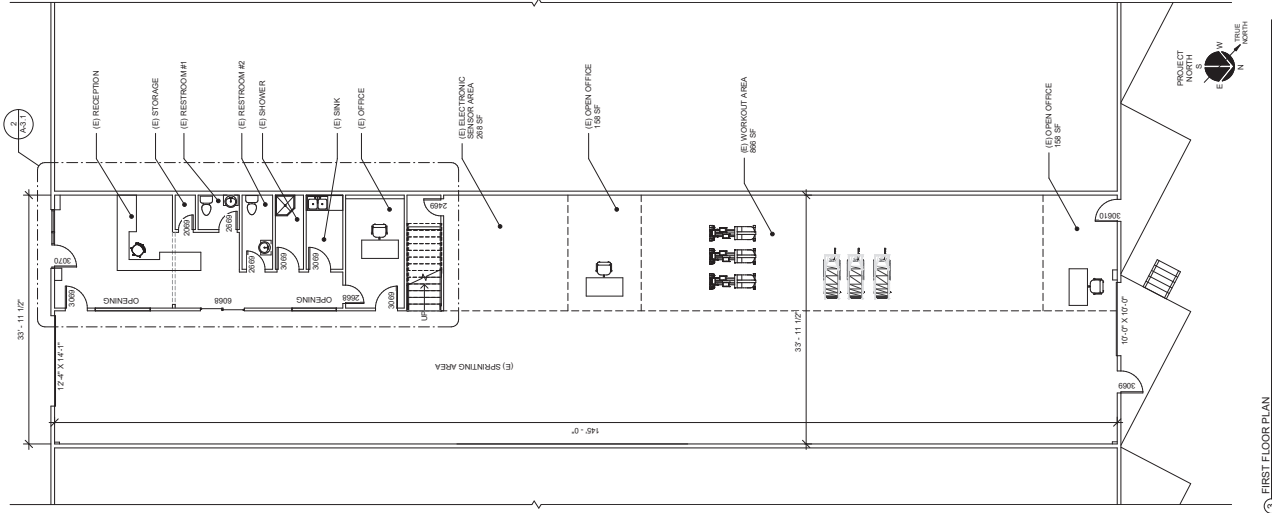 2
A-3.1
(E) RECEPTION
(E) STORAGE
(E) RESTROOM #1
(E) RESTROOM #2
(E) SHOWER
(E) SINK
(E) OFFICE
(E) ELECTRONIC
SENSOR AREA
268 SF
(E) OPEN OFFICE
158 SF
(E) WORKOUT AREA
866 SF
(E) OPEN OFFICE
158 SF
PROJECT
NORTH
TRUE
NORTH
S
W
E
N
33' - 11 1/2"
3070
3069
12'-4" X 14'-1"
OPENING
6068
OPENING
2069
2669
2669
3069
3069
2668
3069
2469
UP
(E) SPRINTING AREA
145' - 0"
33' - 11 1/2"
30610
10'-0" X 10'-0"
3069
3
FIRST FLOOR PLAN